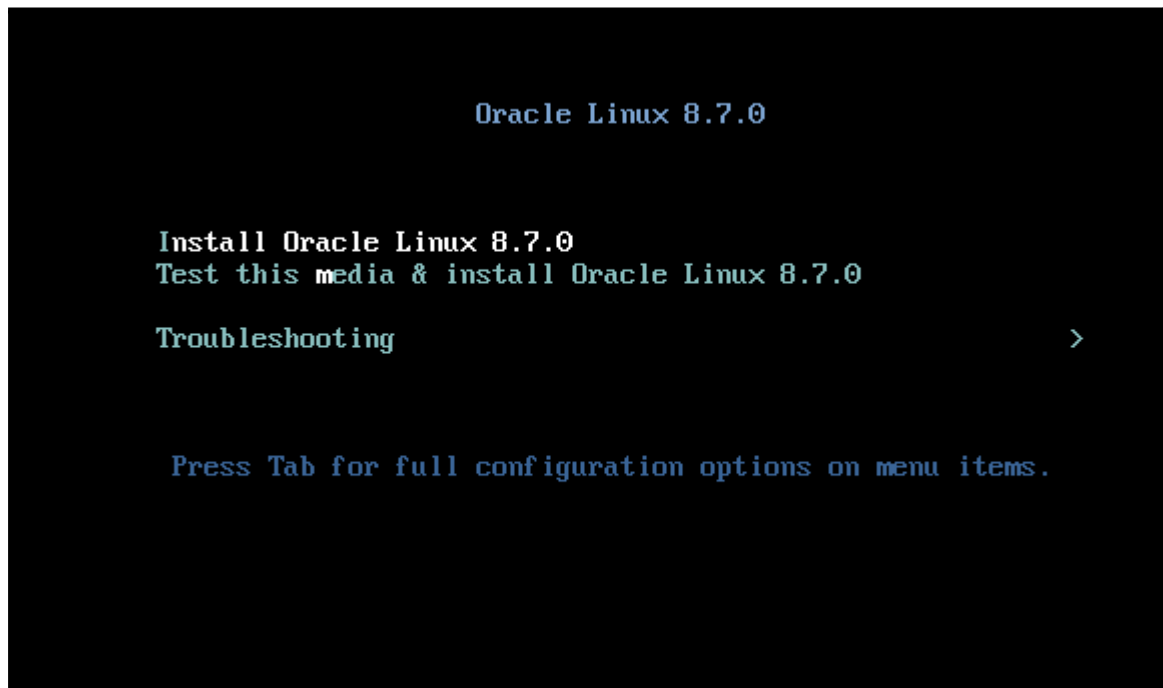 Oracle Linux 8.7.0
Install Oracle Linux 8.7.0
Test this media & install Oracle Linux 8.7.0
Troubleshooting >
Press Tab for full configuration options on menu items.